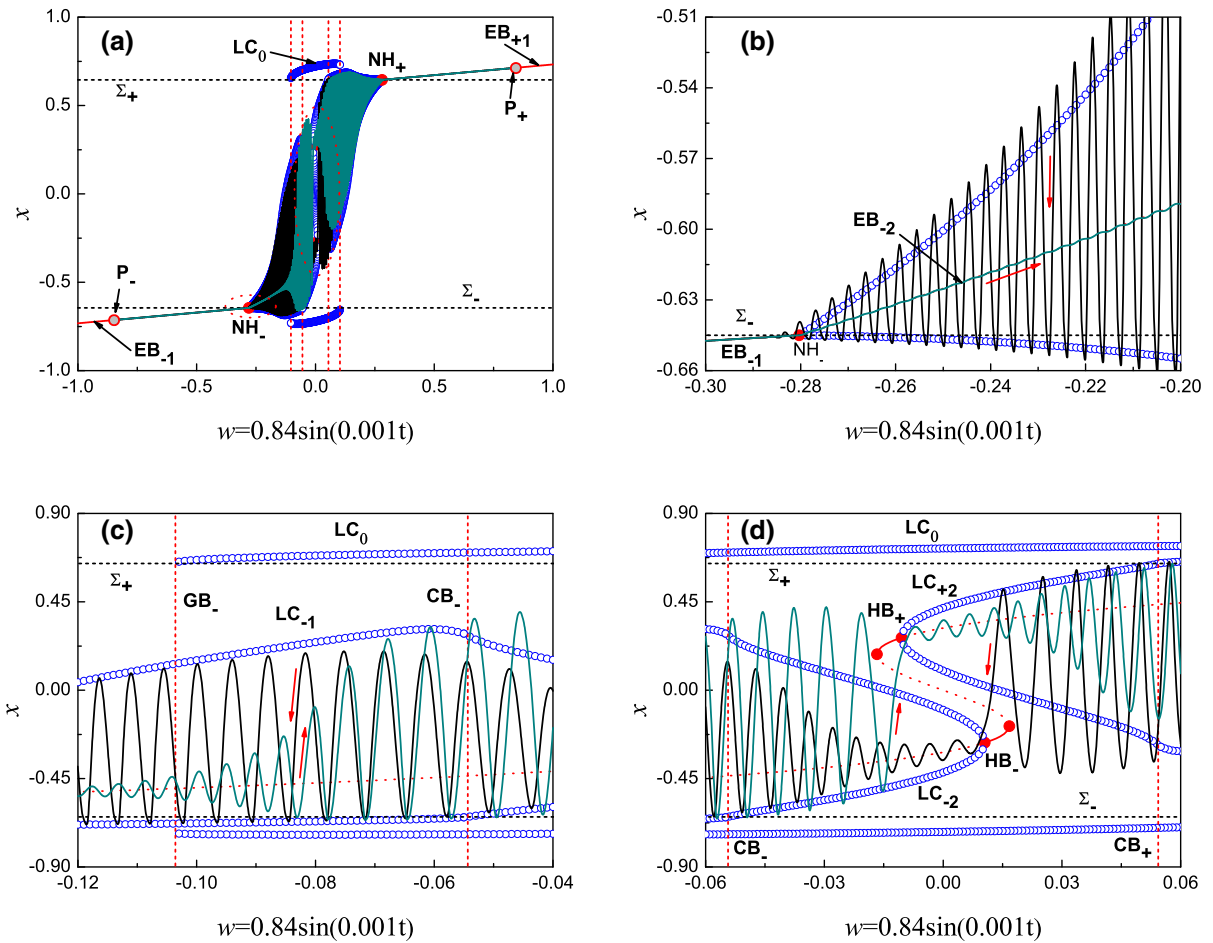 (a)
LC0
NH+
EB+1
Σ+
P+
P-
Σ-
NH-
EB-1
1.0
0.5
0.0
-0.5
-1.0
x
-1.0 -0.5 0.0 0.5 1.0
w=0.84sin(0.001t)
(b)
EB-2
Σ-
EB-1
NH-
-0.51
-0.54
-0.57
-0.60
-0.63
-0.66
x
-0.30 -0.28 -0.26 -0.24 -0.22 -0.20
w=0.84sin(0.001t)
(c)
LC0
Σ+
GB-
LC-1
CB-
0.90
0.45
0.00
-0.45
-0.90
x
-0.12 -0.10 -0.08 -0.06 -0.04
w=0.84sin(0.001t)
(d)
LC0
Σ+
LC+2
HB+
HB-
LC-2
Σ-
CB-
CB+
0.90
0.45
0.00
-0.45
-0.90
x
-0.06 -0.03 0.00 0.03 0.06
w=0.84sin(0.001t)